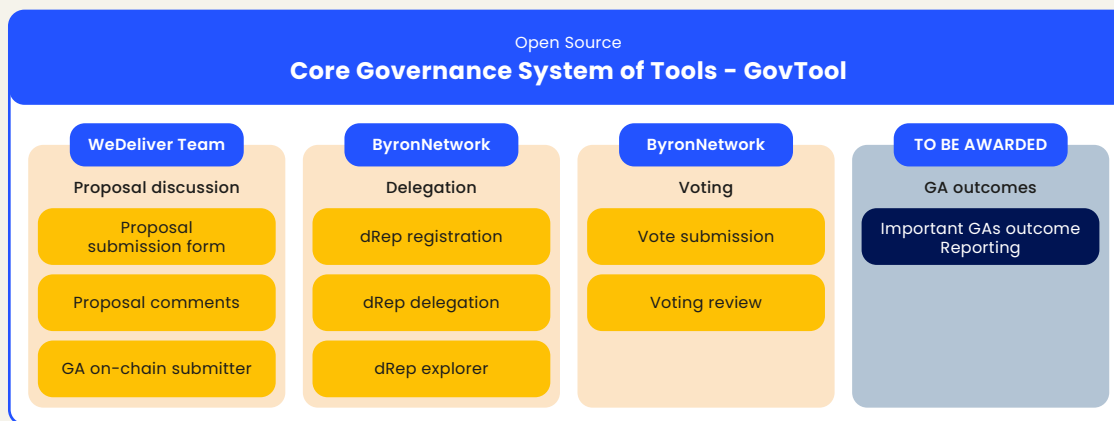 Open Source
Core Governance System of Tools - GovTool
WeDeliver Team
Proposal discussion
Proposal
submission form
Proposal comments
GA on-chain submitter
ByronNetwork
Delegation
dRep registration
dRep delegation
dRep explorer
ByronNetwork
Voting
Vote submission
Voting review
TO BE AWARDED
GA outcomes
Important GAs outcome
Reporting